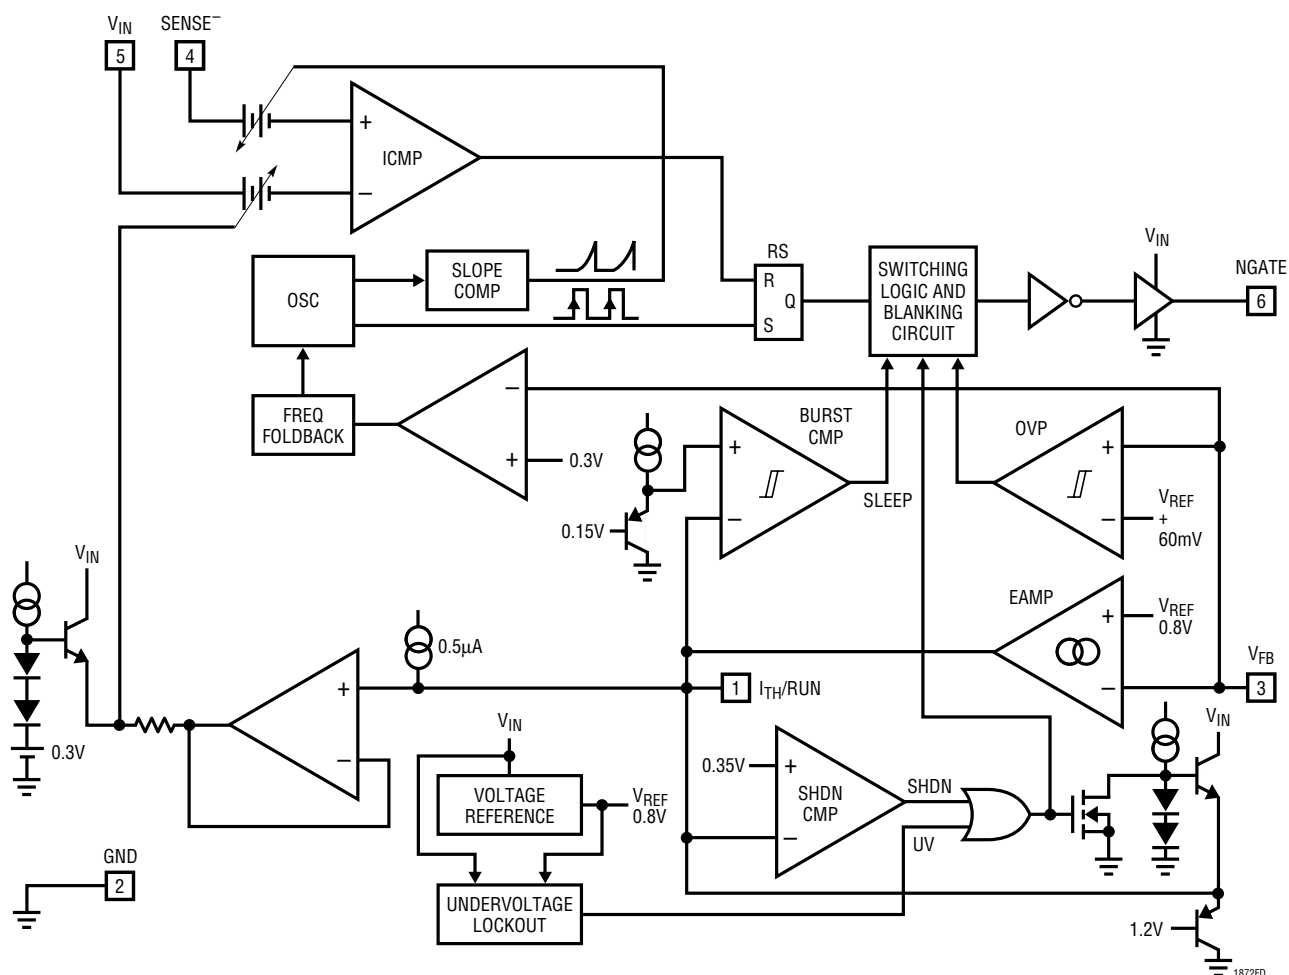 VIN
SENSE–
5
4
+
ICMP
–
OSC
SLOPE
COMP
RS
R
Q
S
SWITCHING
LOGIC AND
BLANKING
CIRCUIT
VIN
NGATE
6
FREQ
FOLDBACK
–
+
0.3V
BURST
CMP
+
–
SLEEP
0.15V
OVP
+
–
VREF
+
60mV
EAMP
+
–
VREF
0.8V
VFB
3
VIN
0.3V
+
–
0.5μA
1
ITH/RUN
VIN
VOLTAGE
REFERENCE
VREF
0.8V
0.35V
+
–
SHDN
CMP
SHDN
UV
VIN
GND
2
UNDERVOLTAGE
LOCKOUT
1.2V
1872FD